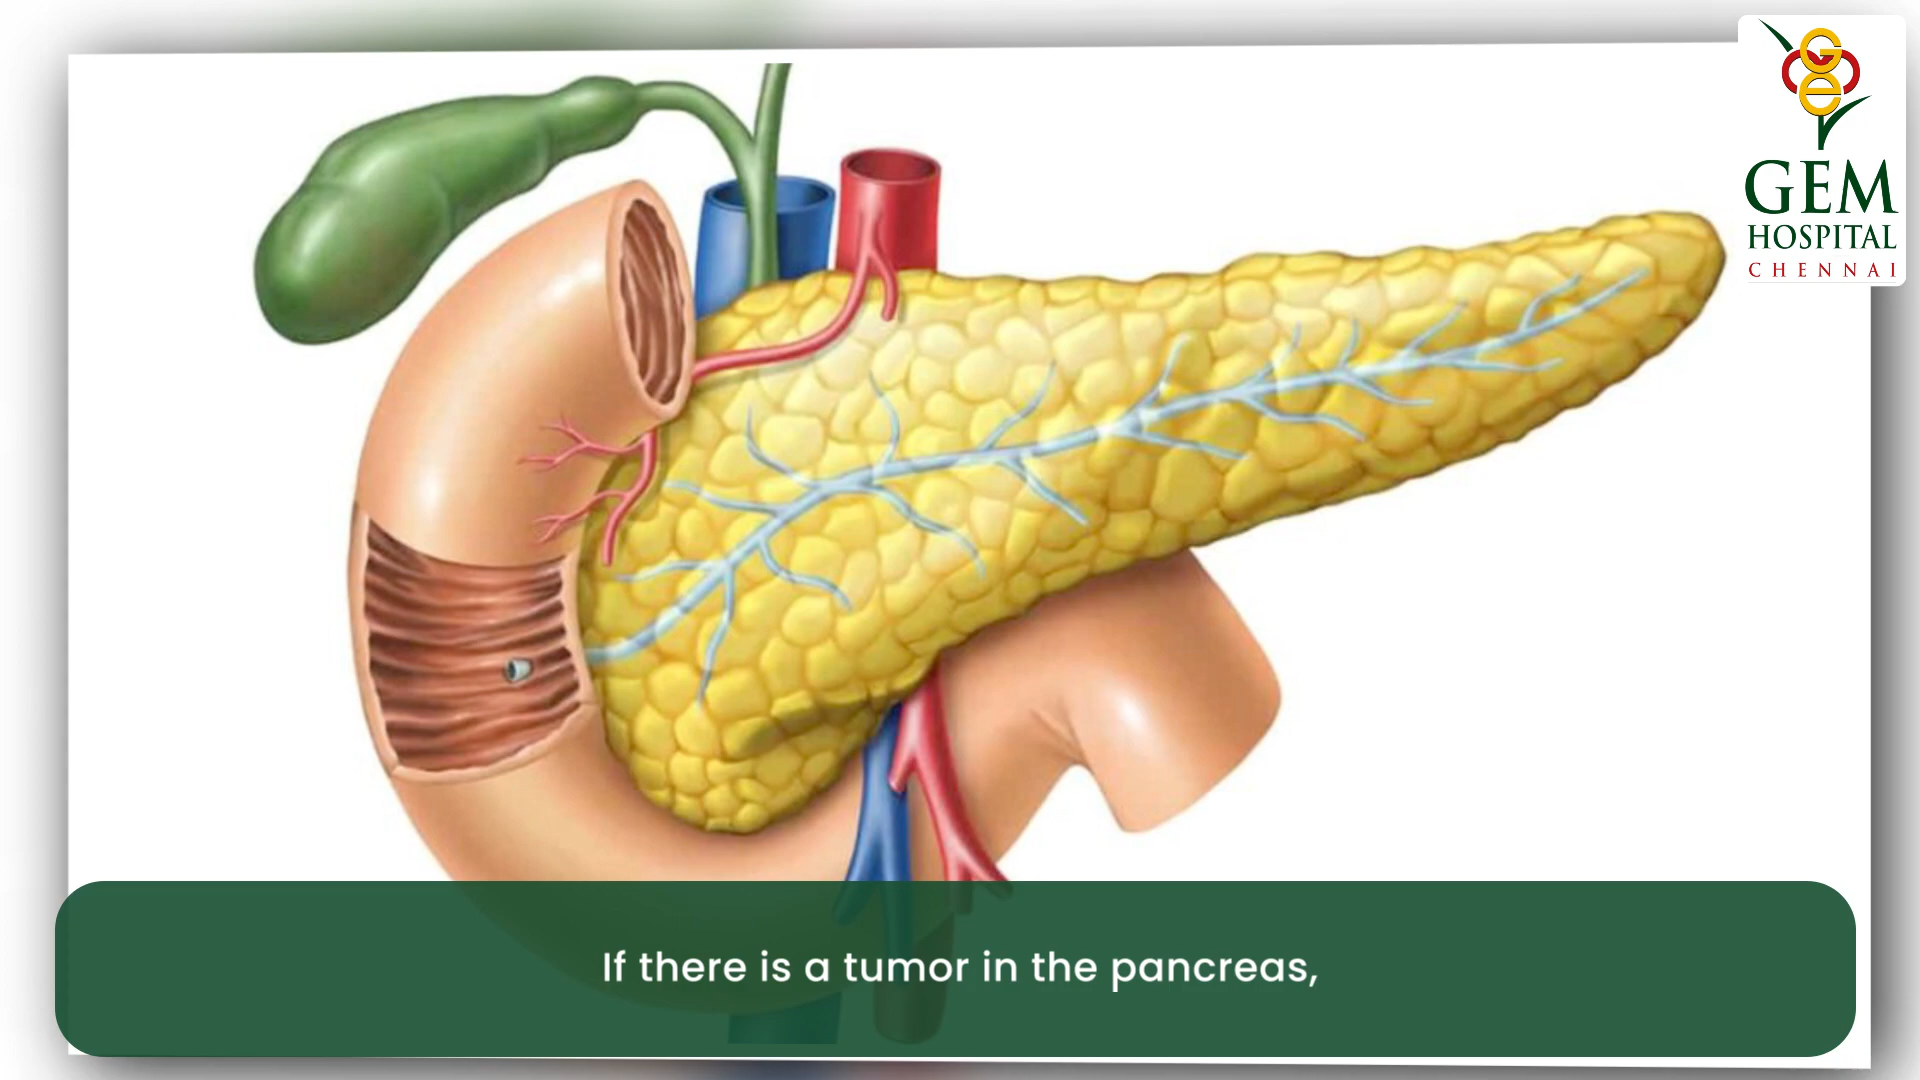 GEM
HOSPITAL
CHENNAI
If there is a tumor in the pancreas,